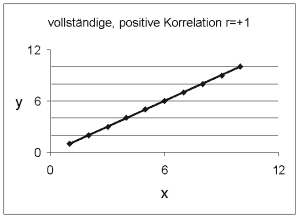 vollständige, positive Korrelation r=+1
12
y
6
0
0 6 12
x